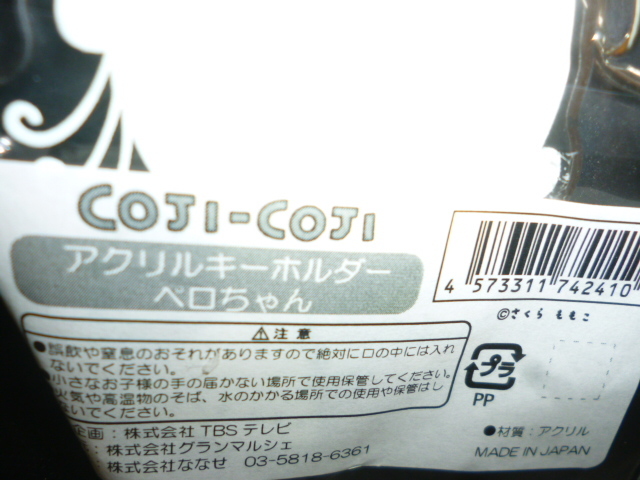 COJI-COJI
アクリルキーホルダー
ペロちゃん
4 573311 742410
©さくら ももこ
⚠注意
●誤飲や窒息のおそれがありますので絶対に口の中には入れ
ないでください。
小さなお子様の手の届かない場所で使用保管してください。
火気や高温物のそば、水のかかる場所での使用や保管はし
ないでください。
プラ
PP
企画：株式会社TBSテレビ
：株式会社グランマルシェ
：株式会社ななせ 03-5818-6361
●材質：アクリル
MADE IN JAPAN